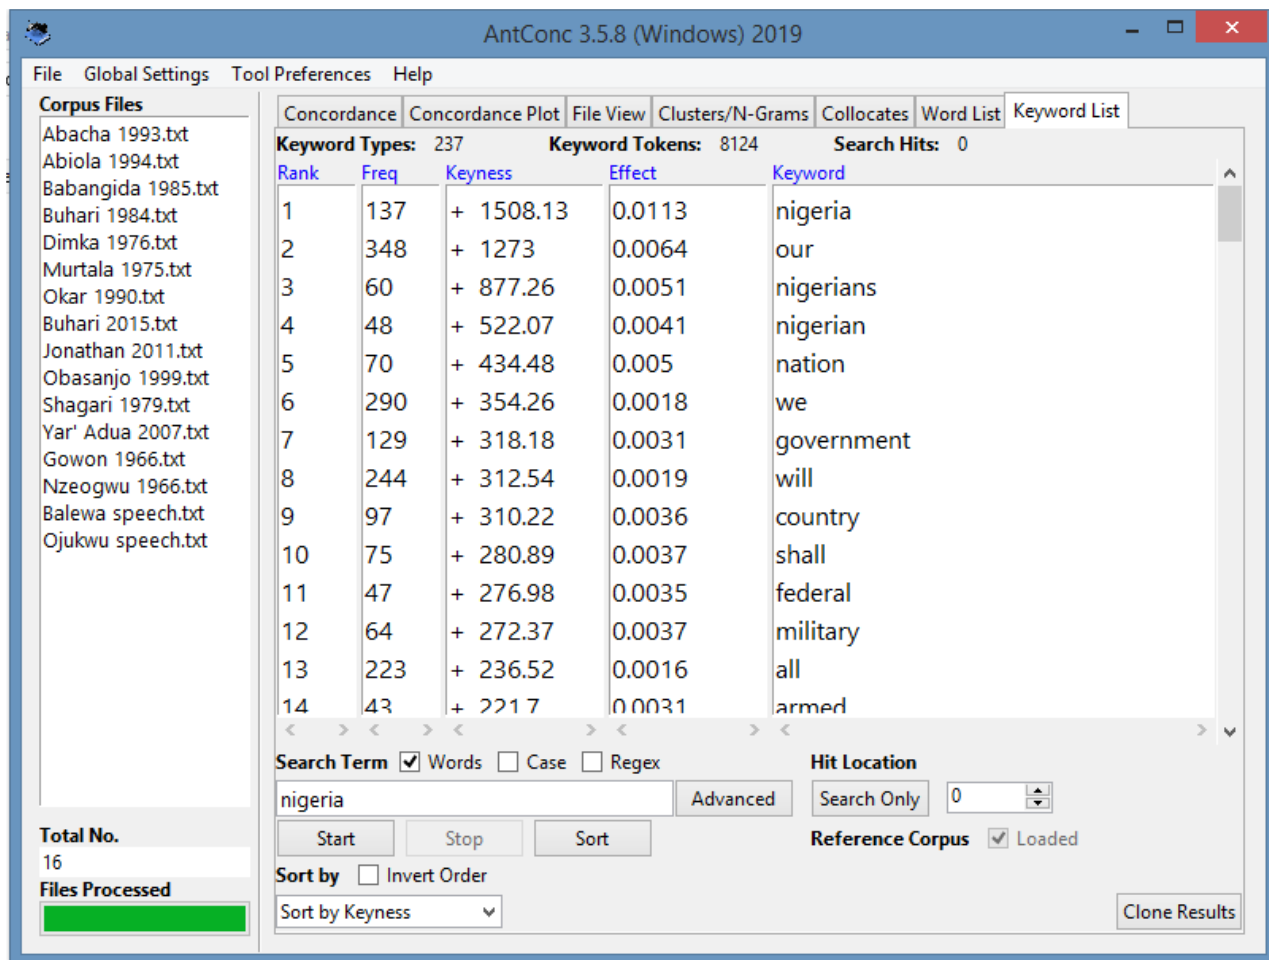 AntConc 3.5.8 (Windows) 2019
File Global Settings Tool Preferences Help
Corpus Files
Abacha 1993.txt
Abiola 1994.txt
Babangida 1985.txt
Buhari 1984.txt
Dimka 1976.txt
Murtala 1975.txt
Okar 1990.txt
Buhari 2015.txt
Jonathan 2011.txt
Obasanjo 1999.txt
Shagari 1979.txt
Yar' Adua 2007.txt
Gowon 1966.txt
Nzeogwu 1966.txt
Balewa speech.txt
Ojukwu speech.txt
Total No.
16
Files Processed
Concordance Concordance Plot File View Clusters/N-Grams Collocates Word List Keyword List
Keyword Types: 237 Keyword Tokens: 8124 Search Hits: 0
Rank Freq Keyness Effect Keyword
1 137 + 1508.13 0.0113 nigeria
2 348 + 1273 0.0064 our
3 60 + 877.26 0.0051 nigerians
4 48 + 522.07 0.0041 nigerian
5 70 + 434.48 0.005 nation
6 290 + 354.26 0.0018 we
7 129 + 318.18 0.0031 government
8 244 + 312.54 0.0019 will
9 97 + 310.22 0.0036 country
10 75 + 280.89 0.0037 shall
11 47 + 276.98 0.0035 federal
12 64 + 272.37 0.0037 military
13 223 + 236.52 0.0016 all
14 43 + 221.7 0.0031 armed
Search Term Words Case Regex Hit Location
nigeria Advanced Search Only 0
Start Stop Sort Reference Corpus Loaded
Sort by Invert Order
Sort by Keyness Clone Results